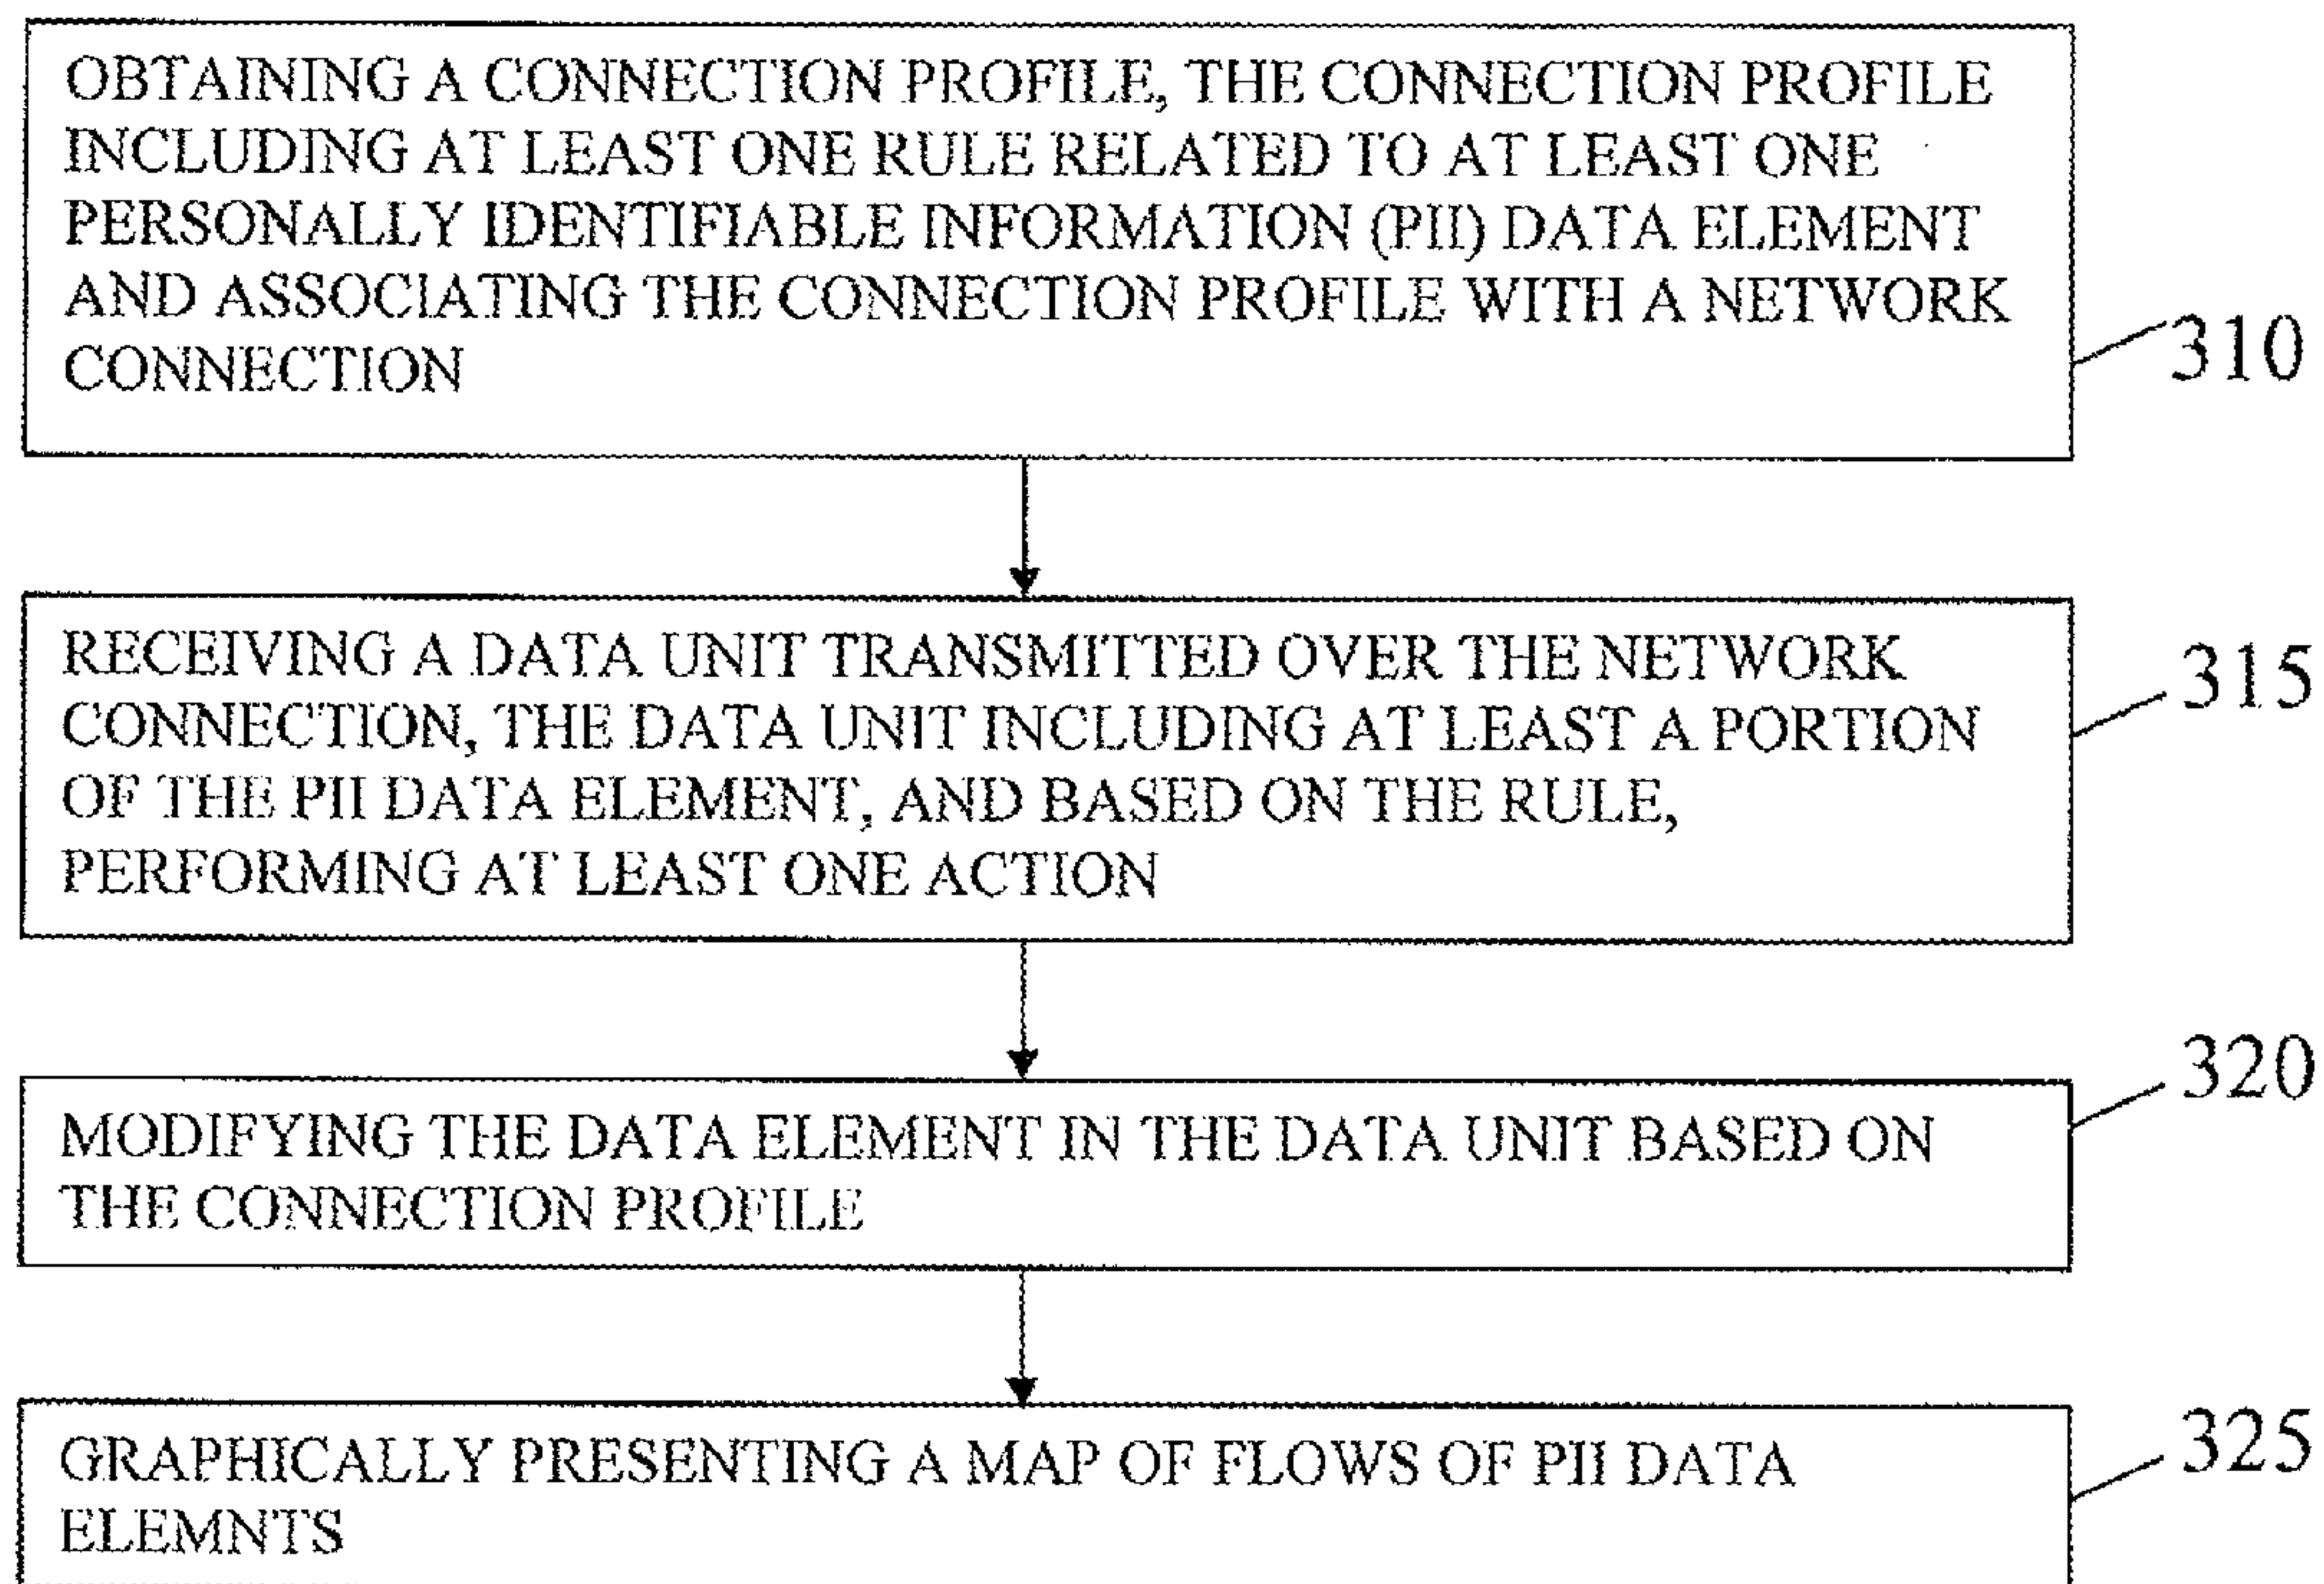 OBTAINING A CONNECTION PROFILE, THE CONNECTION PROFILE
INCLUDING AT LEAST ONE RULE RELATED TO AT LEAST ONE
PERSONALLY IDENTIFIABLE INFORMATION (PII) DATA ELEMENT
AND ASSOCIATING THE CONNECTION PROFILE WITH A NETWORK
CONNECTION
310
RECEIVING A DATA UNIT TRANSMITTED OVER THE NETWORK
CONNECTION, THE DATA UNIT INCLUDING AT LEAST A PORTION
OF THE PII DATA ELEMENT, AND BASED ON THE RULE,
PERFORMING AT LEAST ONE ACTION
315
MODIFYING THE DATA ELEMENT IN THE DATA UNIT BASED ON
THE CONNECTION PROFILE
320
GRAPHICALLY PRESENTING A MAP OF FLOWS OF PII DATA
ELEMNTS
325